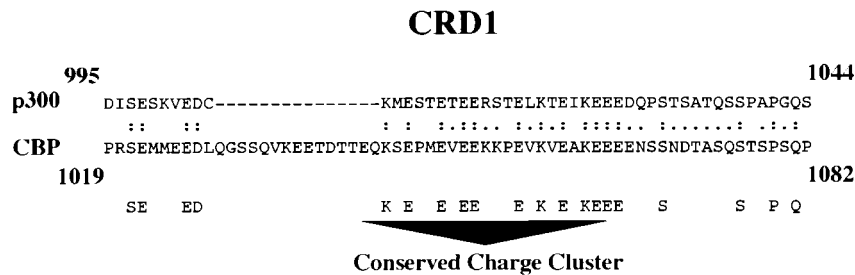 CRD1
995 1044
p300 DISESKVEDC---------------KMESTETEERSTELKTEIKEEEDQPSTSATQSSPAPGQS
:: :: : : :.::.. :.:. ::::.:......:..:.:
CBP PRSEMMEEDLQGSSQVKEETDTTEQKSEPMEVEEKKPEVKVEAKEEEENSSNDTASQSTSPSQP
1019 1082
SE ED K E E EE E K E KEEE S S P Q
Conserved Charge Cluster